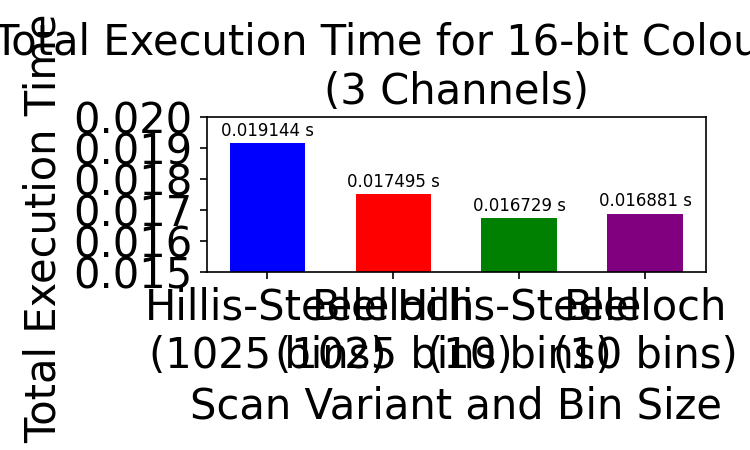 Total Execution Time for 16-bit Colou
(3 Channels)
Total Execution Time
0.020
0.019
0.018
0.017
0.016
0.015
0.019144 s
0.017495 s
0.016729 s
0.016881 s
Hillis-Steele
(1025 bins)
Blelloch
(1025 bins)
Hillis-Steele
(10 bins)
Blelloch
(10 bins)
Scan Variant and Bin Size